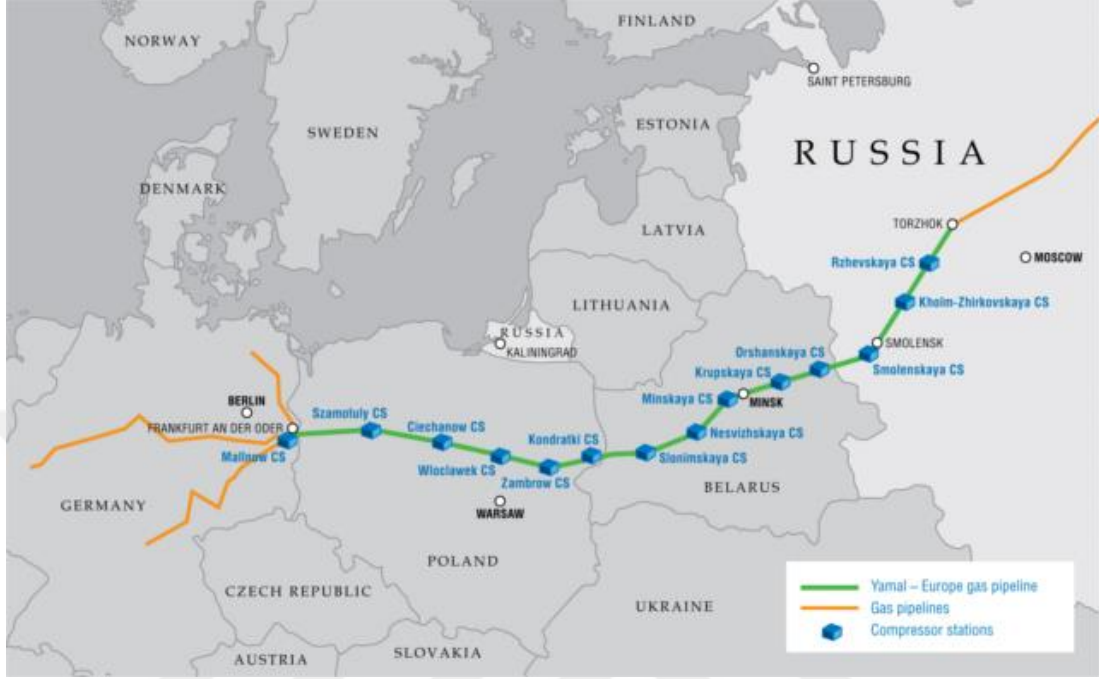 FINLAND
NORWAY
SAINT PETERSBURG
SWEDEN
ESTONIA
RUSSIA
DENMARK
TORZHOK
LATVIA
MOSCOW
Rzhevskaya CS
Kholm-Zhirkovskaya CS
LITHUANIA
RUSSIA
KALININGRAD
SMOLENSK
Orshanskaya CS
Smolenskaya CS
Krupskaya CS
BERLIN
Minskaya CS
MINSK
Szamotuly CS
FRANKFURT AN DER ODER
Ciechanow CS
Nesvizhskaya CS
Kondratki CS
Mallnow CS
Slonimskaya CS
Wloclawek CS
Zambrow CS
BELARUS
GERMANY
WARSAW
POLAND
CZECH REPUBLIC
UKRAINE
SLOVAKIA
AUSTRIA
Yamal – Europe gas pipeline
Gas pipelines
Compressor stations